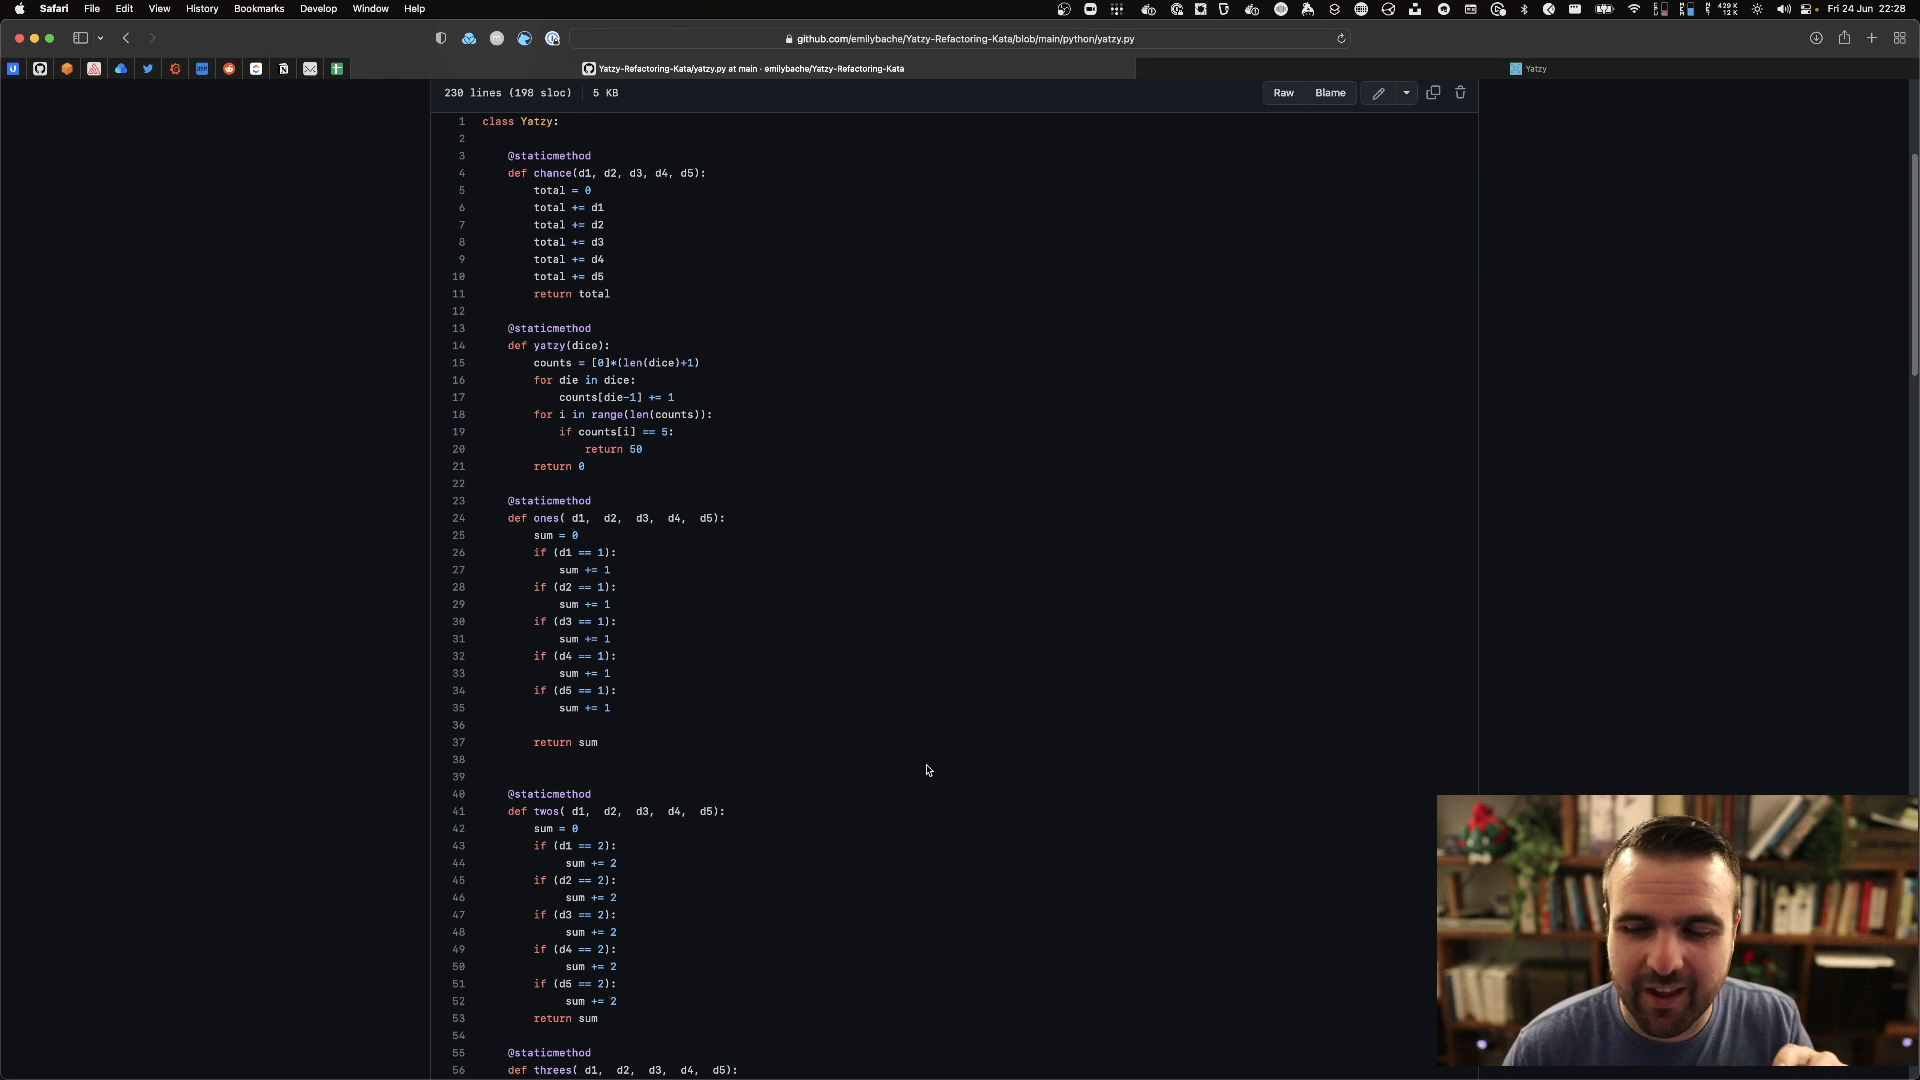 Safari File Edit View History Bookmarks Develop Window Help
429 K
12 K
Fri 24 Jun 22:28
github.com/emilybache/Yatzy-Refactoring-Kata/blob/main/python/yatzy.py
Yatzy-Refactoring-Kata/yatzy.py at main · emilybache/Yatzy-Refactoring-Kata
Yatzy
230 lines (198 sloc) 5 KB
Raw Blame
1 class Yatzy:
2
3 @staticmethod
4 def chance(d1, d2, d3, d4, d5):
5 total = 0
6 total += d1
7 total += d2
8 total += d3
9 total += d4
10 total += d5
11 return total
12
13 @staticmethod
14 def yatzy(dice):
15 counts = [0]*(len(dice)+1)
16 for die in dice:
17 counts[die-1] += 1
18 for i in range(len(counts)):
19 if counts[i] == 5:
20 return 50
21 return 0
22
23 @staticmethod
24 def ones( d1, d2, d3, d4, d5):
25 sum = 0
26 if (d1 == 1):
27 sum += 1
28 if (d2 == 1):
29 sum += 1
30 if (d3 == 1):
31 sum += 1
32 if (d4 == 1):
33 sum += 1
34 if (d5 == 1):
35 sum += 1
36
37 return sum
38
39
40 @staticmethod
41 def twos( d1, d2, d3, d4, d5):
42 sum = 0
43 if (d1 == 2):
44 sum += 2
45 if (d2 == 2):
46 sum += 2
47 if (d3 == 2):
48 sum += 2
49 if (d4 == 2):
50 sum += 2
51 if (d5 == 2):
52 sum += 2
53 return sum
54
55 @staticmethod
56 def threes( d1, d2, d3, d4, d5):